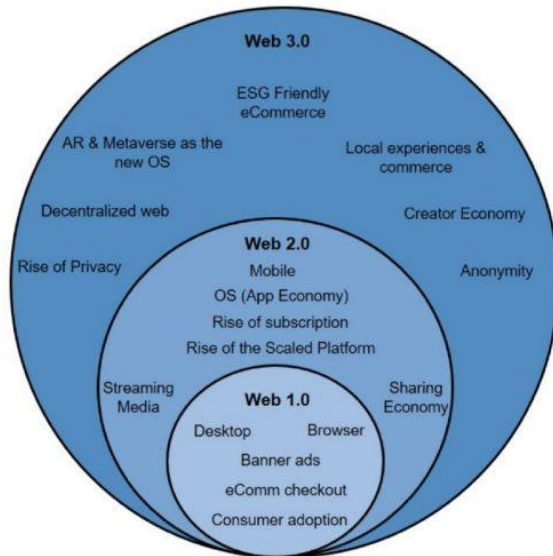 Web 3.0
ESG Friendly
eCommerce
AR & Metaverse as the
new OS
Local experiences &
commerce
Decentralized web
Creator Economy
Rise of Privacy
Anonymity
Web 2.0
Mobile
OS (App Economy)
Rise of subscription
Rise of the Scaled Platform
Streaming
Media
Sharing
Economy
Web 1.0
Desktop
Browser
Banner ads
eComm checkout
Consumer adoption